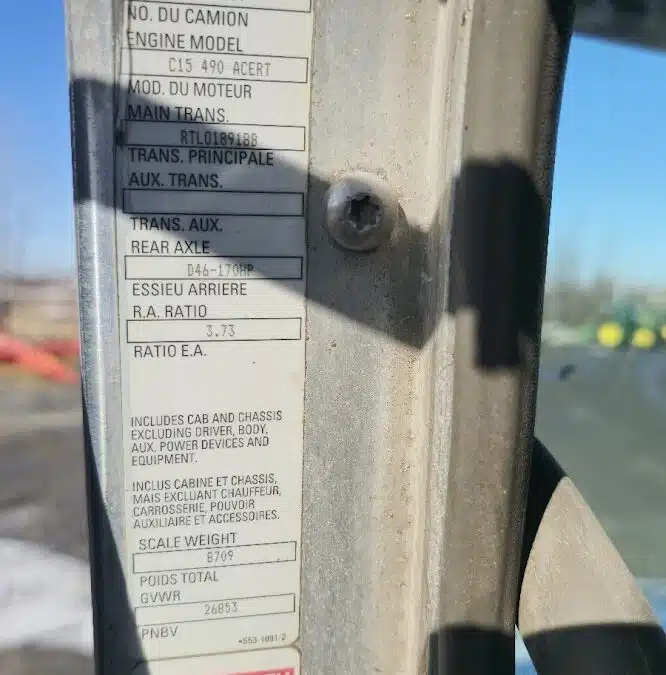 NO. DU CAMION
ENGINE MODEL
C15 490 ACERT
MOD. DU MOTEUR
MAIN TRANS.
RTLO18918B
TRANS. PRINCIPALE
AUX. TRANS.
TRANS. AUX.
REAR AXLE
D46-170HP
ESSIEU ARRIERE
R.A. RATIO
3.73
RATIO E.A.
INCLUDES CAB AND CHASSIS
EXCLUDING DRIVER, BODY,
AUX. POWER DEVICES AND
EQUIPMENT.
INCLUS CABINE ET CHASSIS,
MAIS EXCLUANT CHAUFFEUR,
CARROSSERIE, POUVOIR
AUXILIAIRE ET ACCESSOIRES.
SCALE WEIGHT
8709
POIDS TOTAL
GVWR
26853
PNBV
*S53-1091-2